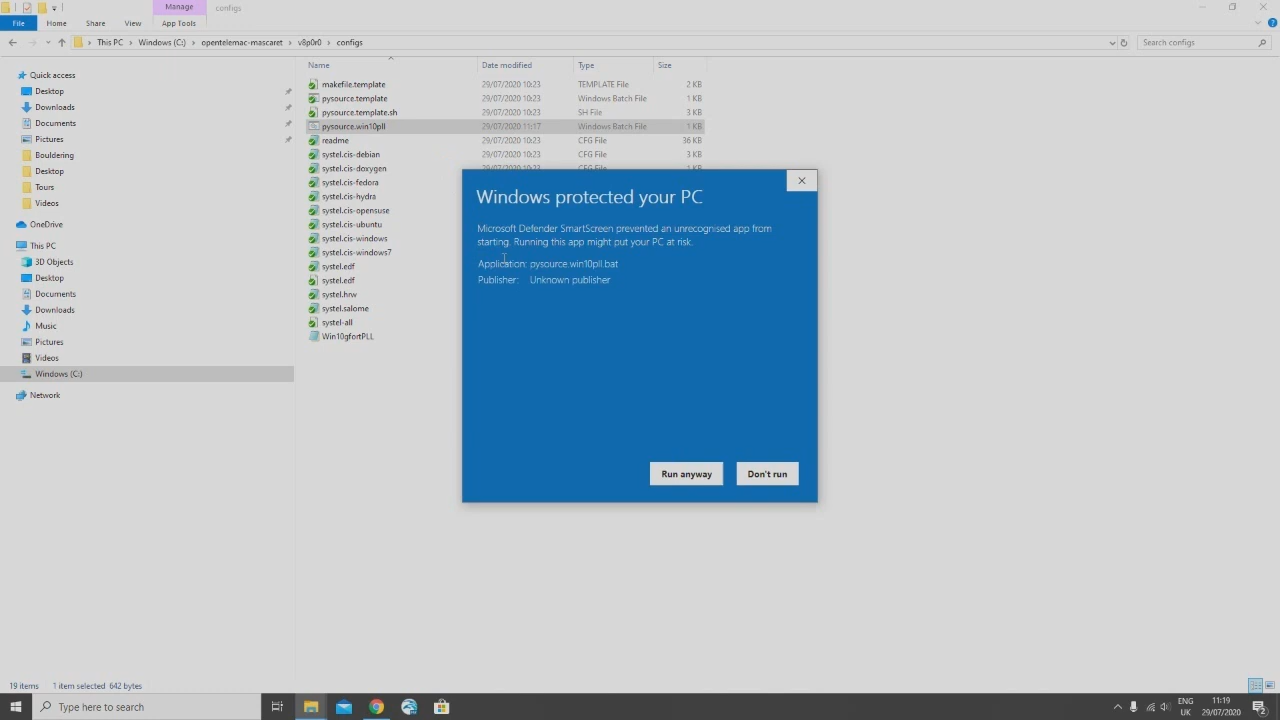 Manage
configs
File
Home
Share
View
App Tools
This PC
Windows (C:)
opentelemac-mascaret
v8p0r0
configs
Search configs
Name
Date modified
Type
Size
Quick access
Desktop
Downloads
Documents
Pictures
Bouldering
Desktop
Tours
Videos
OneDrive
This PC
3D Objects
Desktop
Documents
Downloads
Music
Pictures
Videos
Windows (C:)
Network
makefile.template 29/07/2020 10:23 TEMPLATE File 2 KB
pysource.template 29/07/2020 10:23 Windows Batch File 1 KB
pysource.template.sh 29/07/2020 10:23 SH File 3 KB
pysource.win10pll 29/07/2020 11:17 Windows Batch File 1 KB
readme 29/07/2020 10:23 CFG File 36 KB
systel.cis-debian 29/07/2020 10:23 CFG File 3 KB
systel.cis-doxygen 29/07/2020 10:23 CFG File 1 KB
systel.cis-fedora
systel.cis-hydra
systel.cis-opensuse
systel.cis-ubuntu
systel.cis-windows
systel.cis-windows7
systel.edf
systel.edf
systel.hrw
systel.salome
systel-all
Win10gfortPLL
Windows protected your PC
Microsoft Defender SmartScreen prevented an unrecognised app from
starting. Running this app might put your PC at risk.
Application: pysource.win10pll.bat
Publisher: Unknown publisher
Run anyway
Don't run
19 items
1 item selected 642 bytes
Type here to search
ENG
UK
11:19
29/07/2020
2